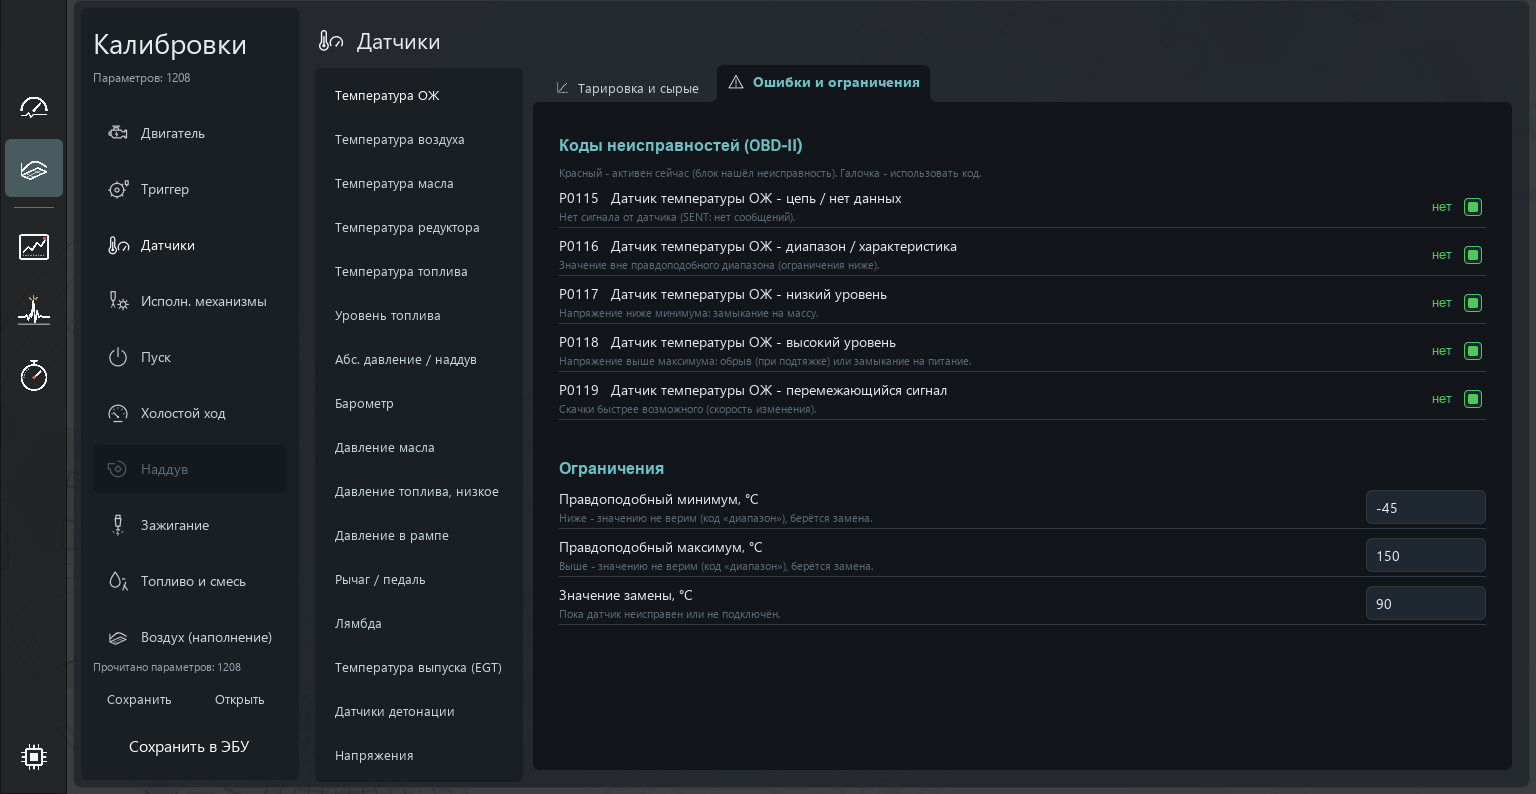 Калибровки
Параметров: 1208
Двигатель
Триггер
Датчики
Исполн. механизмы
Пуск
Холостой ход
Наддув
Зажигание
Топливо и смесь
Воздух (наполнение)
Прочитано параметров: 1208
Сохранить
Открыть
Сохранить в ЭБУ
Датчики
Температура ОЖ
Температура воздуха
Температура масла
Температура редуктора
Температура топлива
Уровень топлива
Абс. давление / наддув
Барометр
Давление масла
Давление топлива, низкое
Давление в рампе
Рычаг / педаль
Лямбда
Температура выпуска (EGT)
Датчики детонации
Напряжения
Тарировка и сырые
Ошибки и ограничения
Коды неисправностей (OBD-II)
Красный - активен сейчас (блок нашёл неисправность). Галочка - использовать код.
P0115 Датчик температуры ОЖ - цепь / нет данных
нет
Нет сигнала от датчика (SENT: нет сообщений).
P0116 Датчик температуры ОЖ - диапазон / характеристика
нет
Значение вне правдоподобного диапазона (ограничения ниже).
P0117 Датчик температуры ОЖ - низкий уровень
нет
Напряжение ниже минимума: замыкание на массу.
P0118 Датчик температуры ОЖ - высокий уровень
нет
Напряжение выше максимума: обрыв (при подтяжке) или замыкание на питание.
P0119 Датчик температуры ОЖ - перемежающийся сигнал
нет
Скачки быстрее возможного (скорость изменения).
Ограничения
Правдоподобный минимум, °C
-45
Ниже - значению не верим (код «диапазон»), берётся замена.
Правдоподобный максимум, °C
150
Выше - значению не верим (код «диапазон»), берётся замена.
Значение замены, °C
90
Пока датчик неисправен или не подключён.